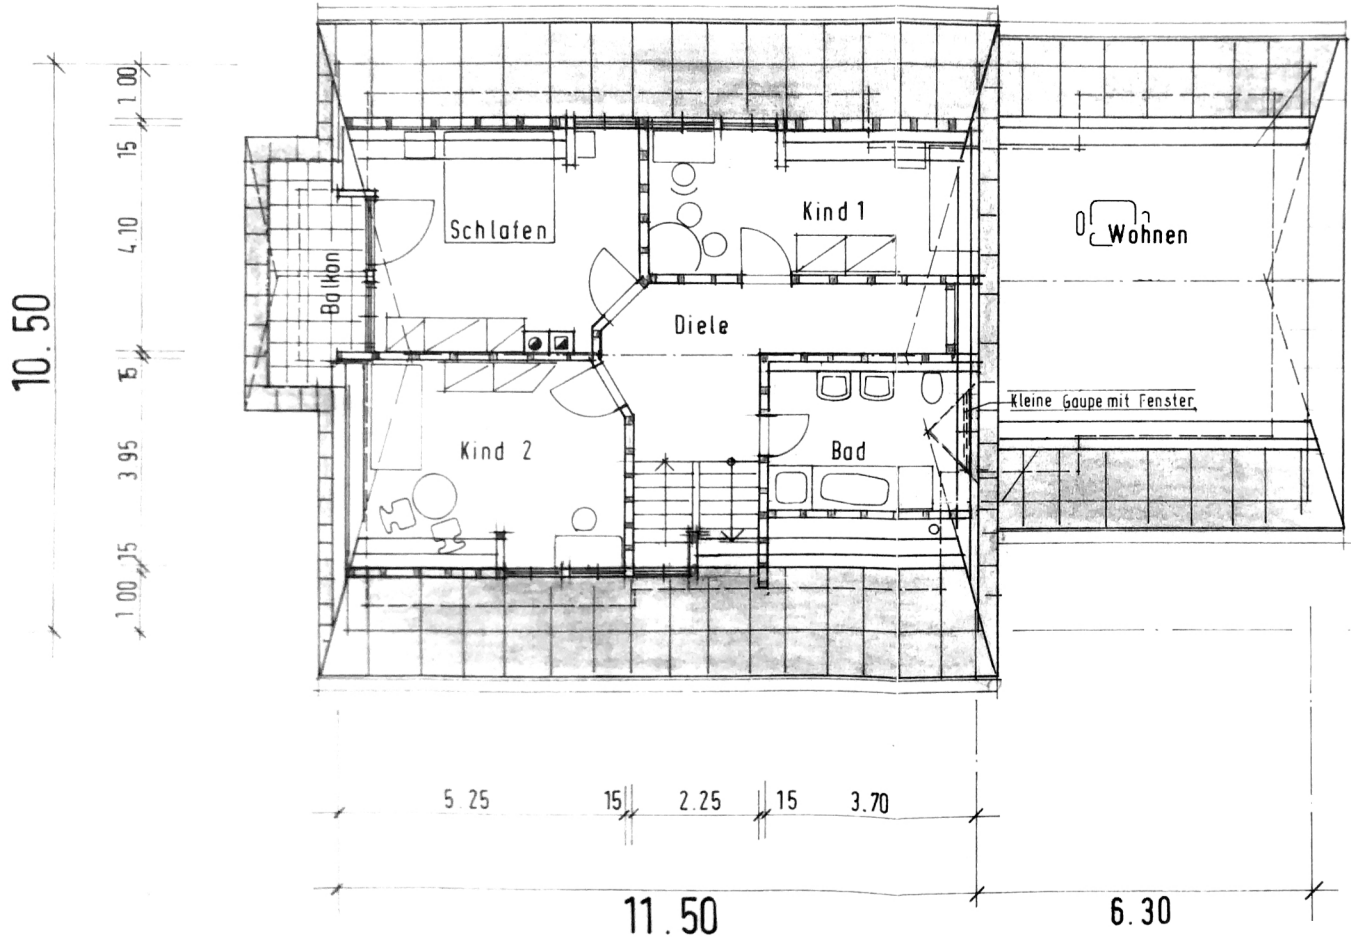 1 00
15
4.10
15
3 95
15
1 00
10.50
Schlafen
Kind 1
Wohnen
Balkon
Diele
Kleine Gaupe mit Fenster
Kind 2
Bad
5.25
15
2.25
15
3.70
11.50
6.30